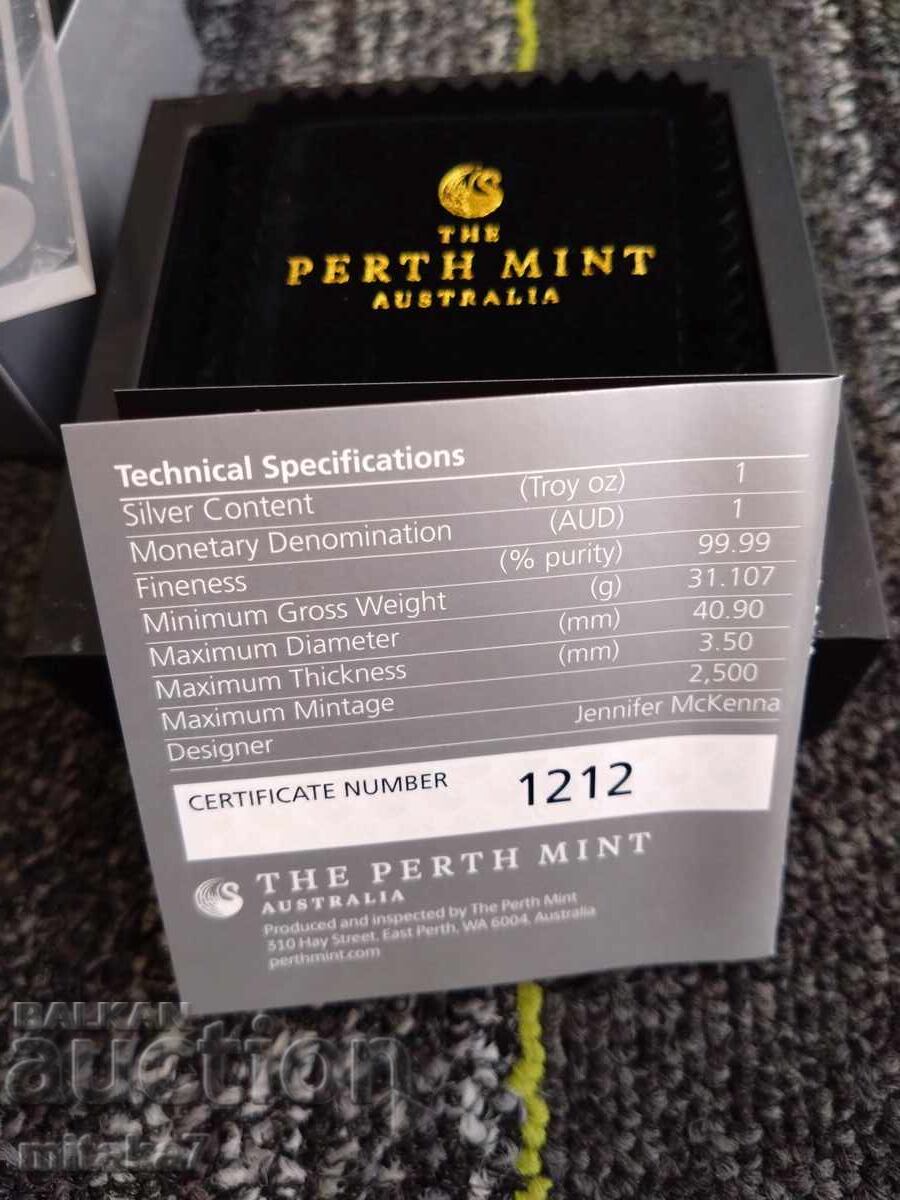 THE
PERTH MINT
AUSTRALIA
Technical Specifications
Silver Content (Troy oz) 1
Monetary Denomination (AUD) 1
Fineness (% purity) 99.99
Minimum Gross Weight (g) 31.107
Maximum Diameter (mm) 40.90
Maximum Thickness (mm) 3.50
Maximum Mintage 2,500
Designer Jennifer McKenna
CERTIFICATE NUMBER 1212
THE PERTH MINT
AUSTRALIA
Produced and inspected by The Perth Mint
310 Hay Street, East Perth, WA 6004, Australia
perthmint.com
BALKAN
auction
mitaka7